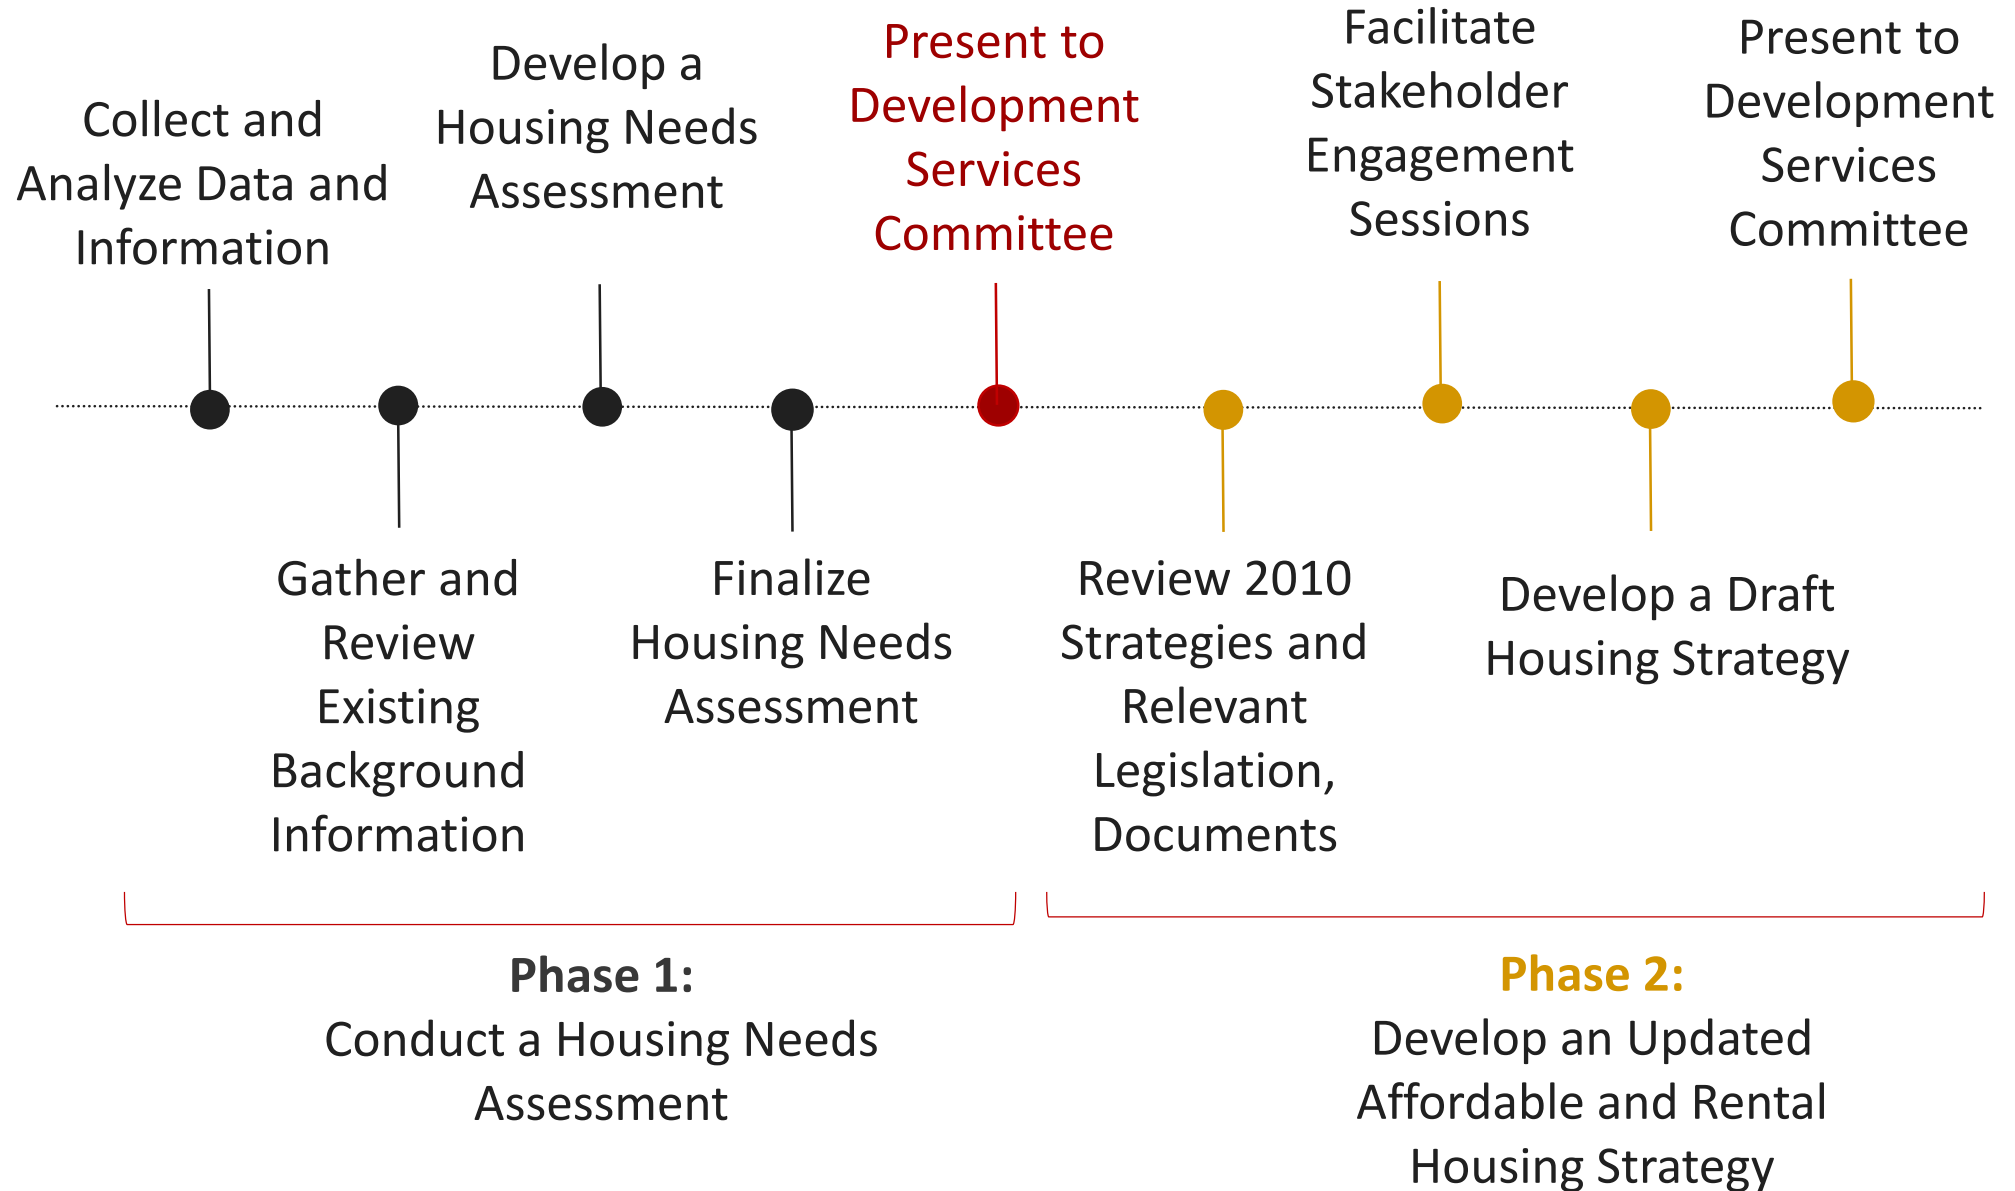 Collect and
Analyze Data and
Information
Develop a
Housing Needs
Assessment
Present to
Development
Services
Committee
Facilitate
Stakeholder
Engagement
Sessions
Present to
Development
Services
Committee
Gather and
Review
Existing
Background
Information
Finalize
Housing Needs
Assessment
Review 2010
Strategies and
Relevant
Legislation,
Documents
Develop a Draft
Housing Strategy
Phase 1:
Conduct a Housing Needs
Assessment
Phase 2:
Develop an Updated
Affordable and Rental
Housing Strategy